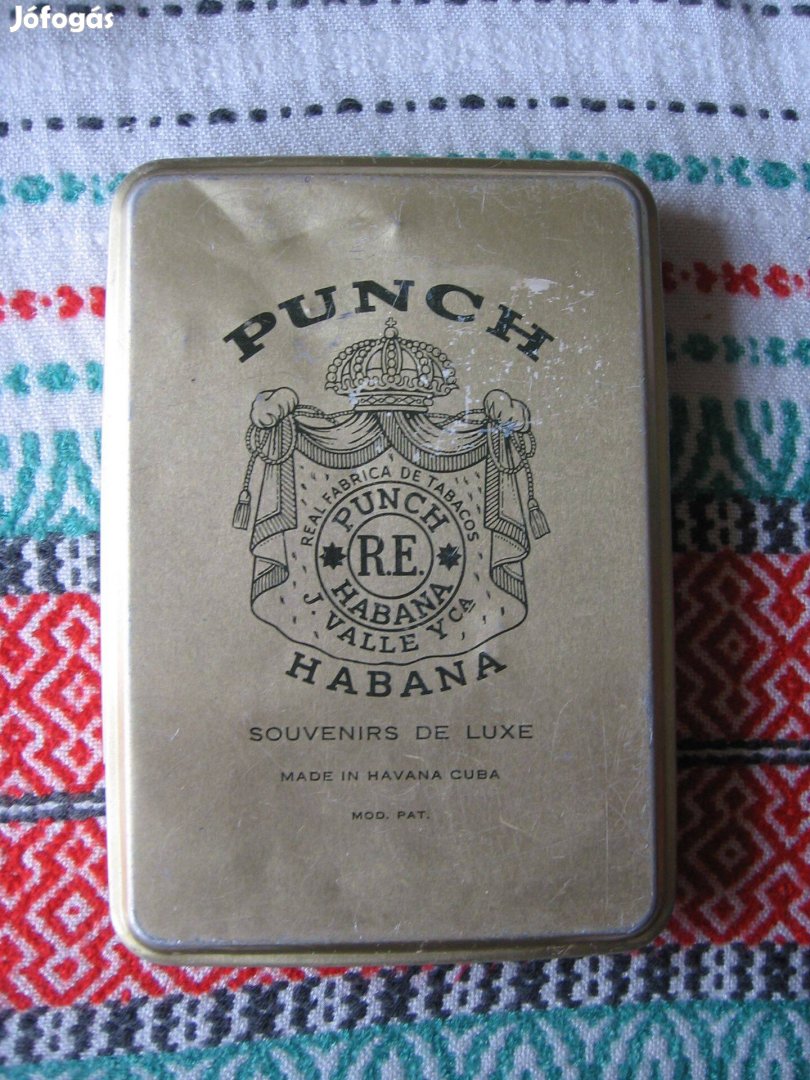 Jófogás
PUNCH
REAL FABRICA DE TABACOS
PUNCH
R.E.
HABANA
J. VALLE Y CA
HABANA
SOUVENIRS DE LUXE
MADE IN HAVANA CUBA
MOD. PAT.